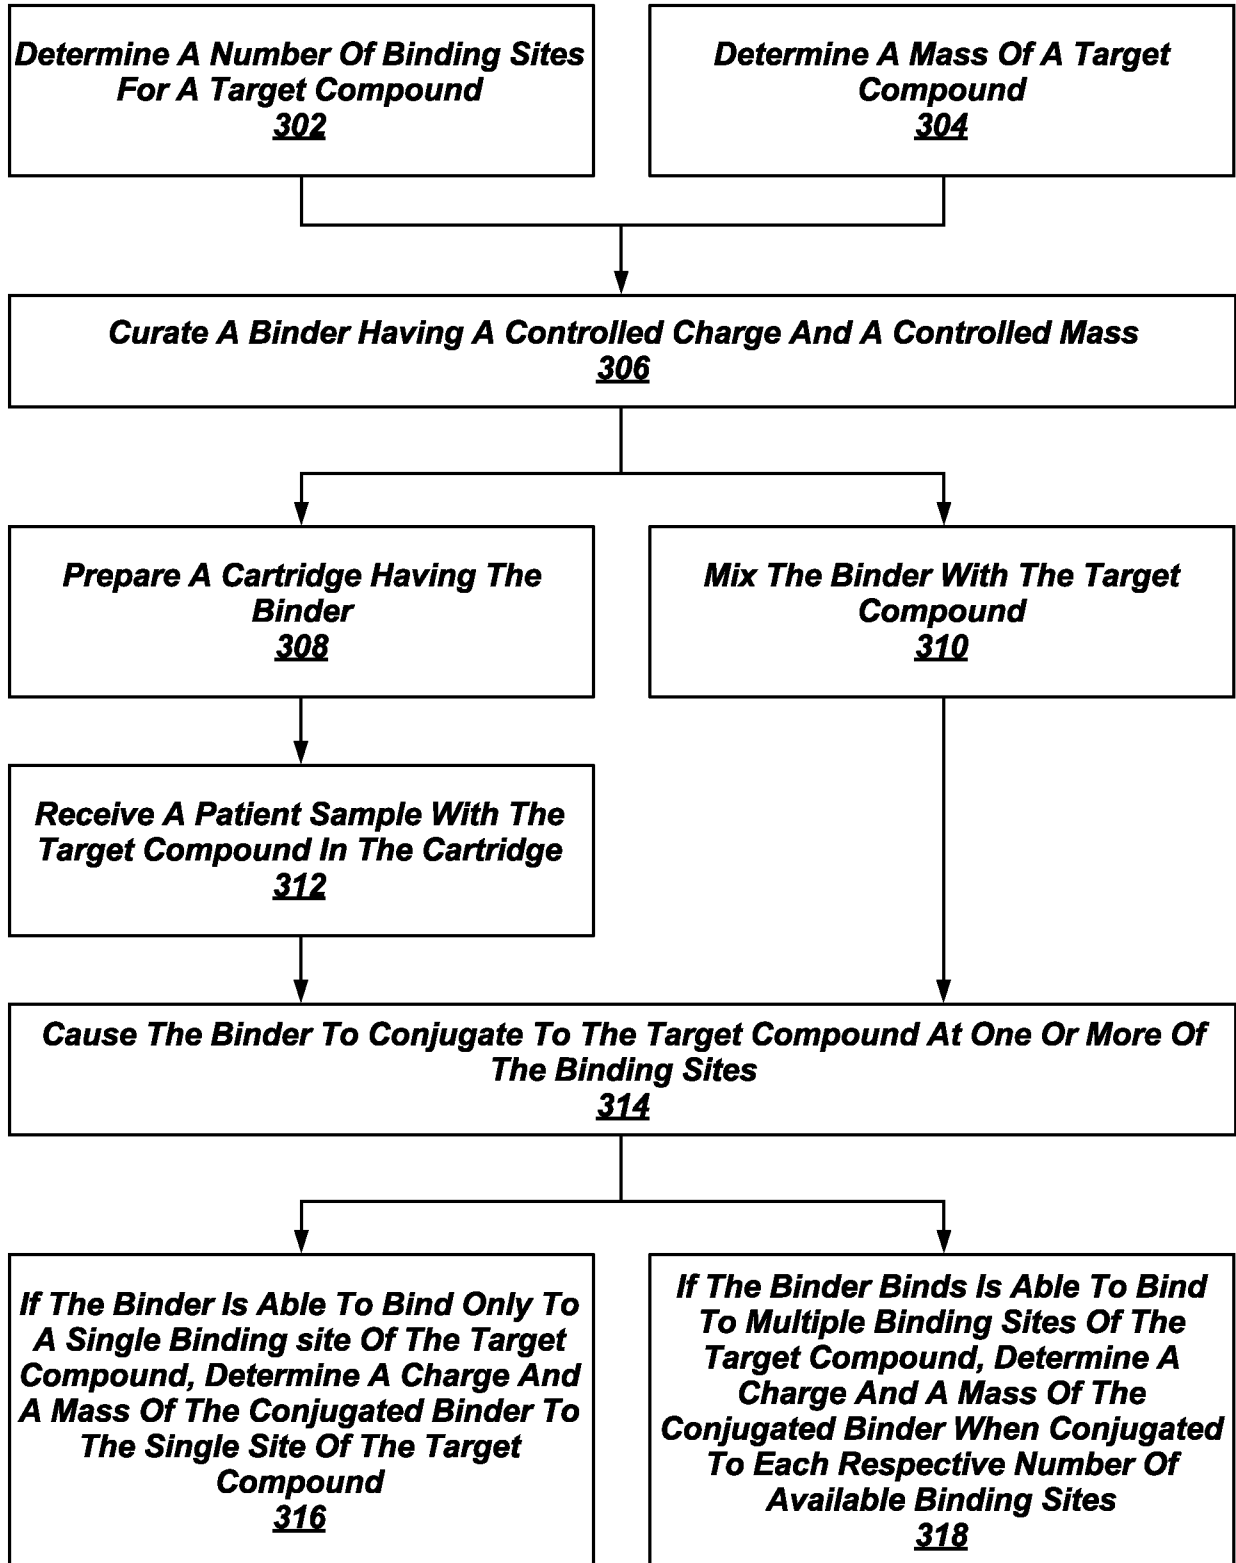 Determine A Number Of Binding Sites
For A Target Compound
302
Determine A Mass Of A Target
Compound
304
Curate A Binder Having A Controlled Charge And A Controlled Mass
306
Prepare A Cartridge Having The
Binder
308
Mix The Binder With The Target
Compound
310
Receive A Patient Sample With The
Target Compound In The Cartridge
312
Cause The Binder To Conjugate To The Target Compound At One Or More Of
The Binding Sites
314
If The Binder Is Able To Bind Only To
A Single Binding site Of The Target
Compound, Determine A Charge And
A Mass Of The Conjugated Binder To
The Single Site Of The Target
Compound
316
If The Binder Binds Is Able To Bind
To Multiple Binding Sites Of The
Target Compound, Determine A
Charge And A Mass Of The
Conjugated Binder When Conjugated
To Each Respective Number Of
Available Binding Sites
318